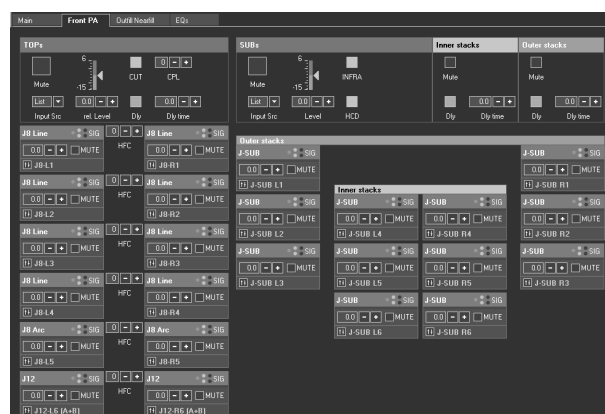 Main Front PA Outfill Nearfill EQs
TOPs SUBs Inner stacks Outer stacks
6
-15
Mute CUT 0 - + CPL
List 0.0 - + 0.0 - +
Input Src rel. Level Dly Dly time
6
-15
Mute INFRA Mute Mute
List 0.0 - + 0.0 - + 0.0 - +
Input Src Level HCD Dly Dly time Dly Dly time
J8 Line SIG 0 - + J8 Line SIG
0.0 - + MUTE HFC 0.0 - + MUTE
J8-L1 J8-R1
J8 Line SIG 0 - + J8 Line SIG
0.0 - + MUTE HFC 0.0 - + MUTE
J8-L2 J8-R2
J8 Line SIG 0 - + J8 Line SIG
0.0 - + MUTE HFC 0.0 - + MUTE
J8-L3 J8-R3
J8 Line SIG 0 - + J8 Line SIG
0.0 - + MUTE HFC 0.0 - + MUTE
J8-L4 J8-R4
J8 Arc SIG 0 - + J8 Arc SIG
0.0 - + MUTE HFC 0.0 - + MUTE
J8-L5 J8-R5
J12 SIG 0 - + J12 SIG
0.0 - + MUTE HFC 0.0 - + MUTE
J12-L6 (A+B) J12-R6 (A+B)
Outer stacks
J-SUB SIG
0.0 - + MUTE
J-SUB L1
J-SUB SIG
0.0 - + MUTE
J-SUB L2
J-SUB SIG
0.0 - + MUTE
J-SUB L3
Inner stacks
J-SUB SIG J-SUB SIG
0.0 - + MUTE 0.0 - + MUTE
J-SUB L4 J-SUB R4
J-SUB SIG J-SUB SIG
0.0 - + MUTE 0.0 - + MUTE
J-SUB L5 J-SUB R5
J-SUB SIG J-SUB SIG
0.0 - + MUTE 0.0 - + MUTE
J-SUB L6 J-SUB R6
J-SUB SIG
0.0 - + MUTE
J-SUB R1
J-SUB SIG
0.0 - + MUTE
J-SUB R2
J-SUB SIG
0.0 - + MUTE
J-SUB R3